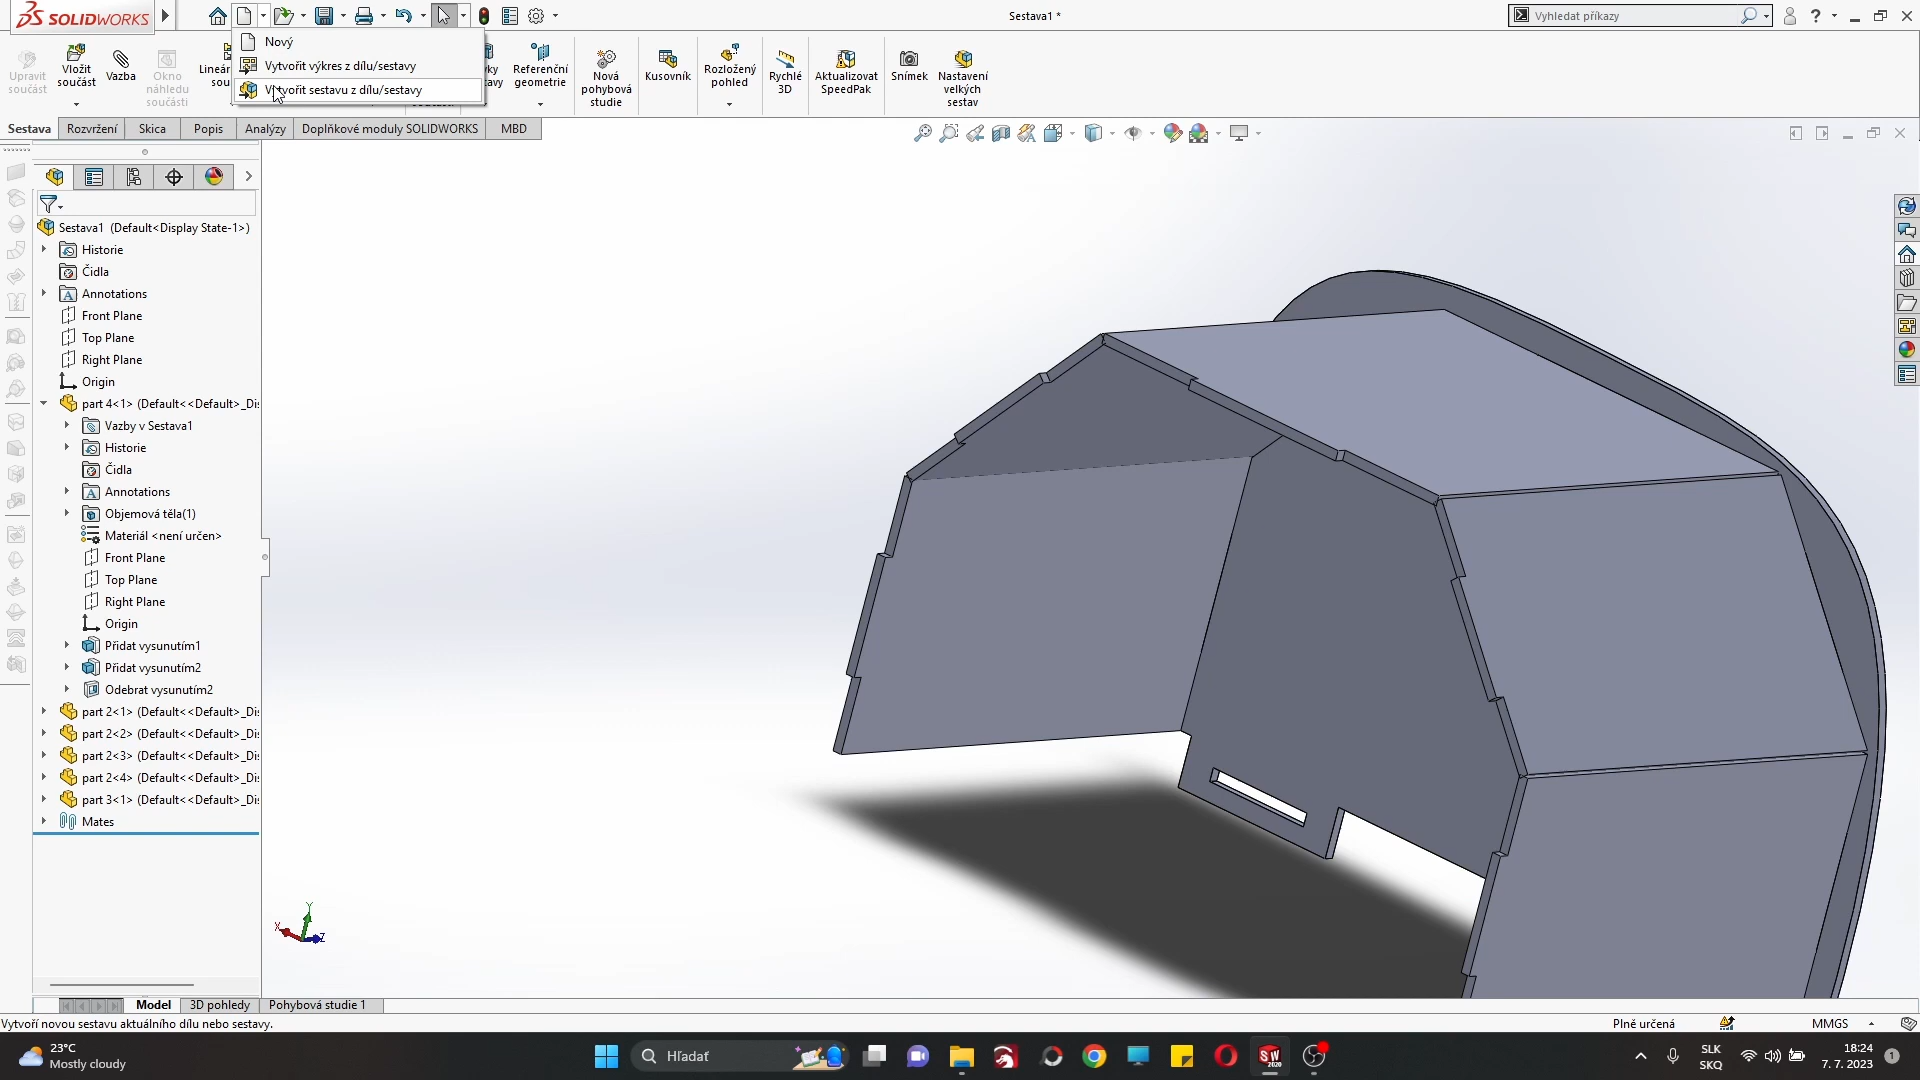 SOLIDWORKS
Sestava1 *
Vyhledat příkazy
Nový
Vytvořit výkres z dílu/sestavy
Vytvořit sestavu z dílu/sestavy
Upravit součást
Vložit součást
Vazba
Okno náhledu součásti
Referenční geometrie
Nová pohybová studie
Kusovník
Rozložený pohled
Rychlé 3D
Aktualizovat SpeedPak
Snímek
Nastavení velkých sestav
Sestava
Rozvržení
Skica
Popis
Analýzy
Doplňkové moduly SOLIDWORKS
MBD
Sestava1 (Default<Display State-1>)
Historie
Čidla
Annotations
Front Plane
Top Plane
Right Plane
Origin
part 4<1> (Default<<Default>_Di
Vazby v Sestava1
Historie
Čidla
Annotations
Objemová těla(1)
Materiál <není určen>
Front Plane
Top Plane
Right Plane
Origin
Přidat vysunutím1
Přidat vysunutím2
Odebrat vysunutím2
part 2<1> (Default<<Default>_Di
part 2<2> (Default<<Default>_Di
part 2<3> (Default<<Default>_Di
part 2<4> (Default<<Default>_Di
part 3<1> (Default<<Default>_Di
Mates
Y
X
Z
Model
3D pohledy
Pohybová studie 1
Vytvoří novou sestavu aktuálního dílu nebo sestavy.
Plně určená
MMGS
23°C
Mostly cloudy
Hľadať
SLK
SKQ
18:24
7. 7. 2023
1